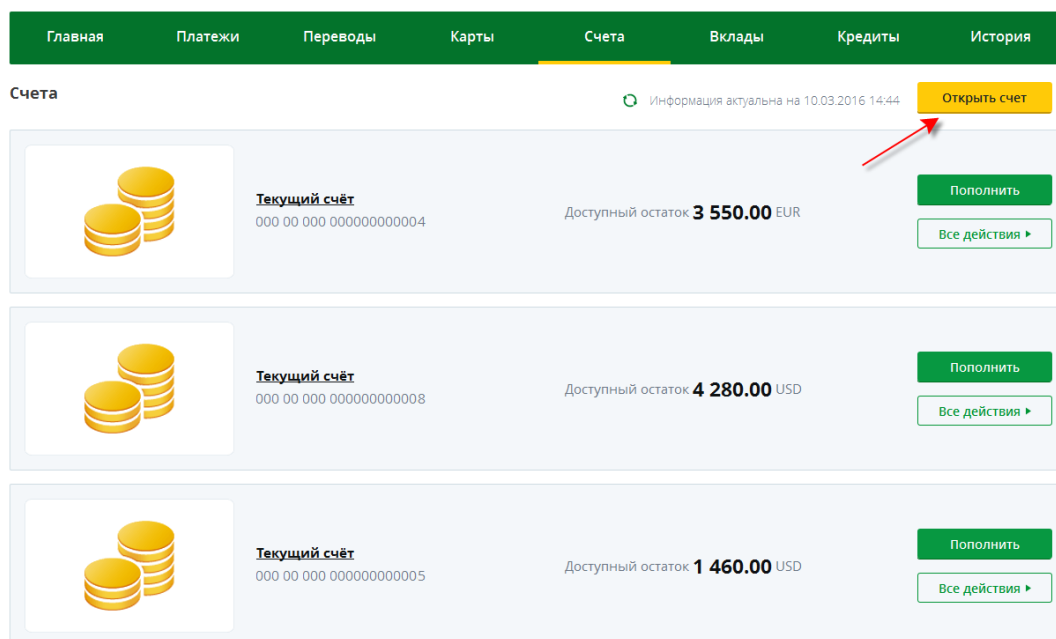 Главная Платежи Переводы Карты Счета Вклады Кредиты История
Счета Информация актуальна на 10.03.2016 14:44 Открыть счет
Текущий счёт
000 00 000 000000000004
Доступный остаток 3 550.00 EUR
Пополнить
Все действия
Текущий счёт
000 00 000 000000000008
Доступный остаток 4 280.00 USD
Пополнить
Все действия
Текущий счёт
000 00 000 000000000005
Доступный остаток 1 460.00 USD
Пополнить
Все действия